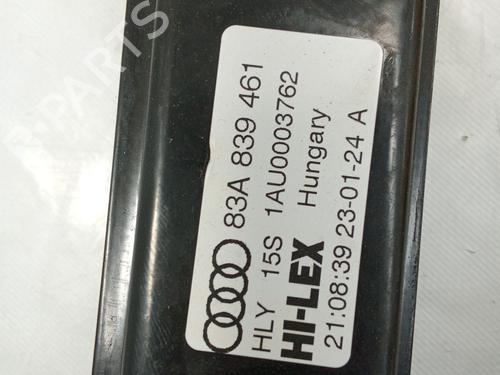 83A 839 461
HLY 15S 1AU0003762
HI-LEX Hungary
21:08:39 23-01-24 A
PARTS